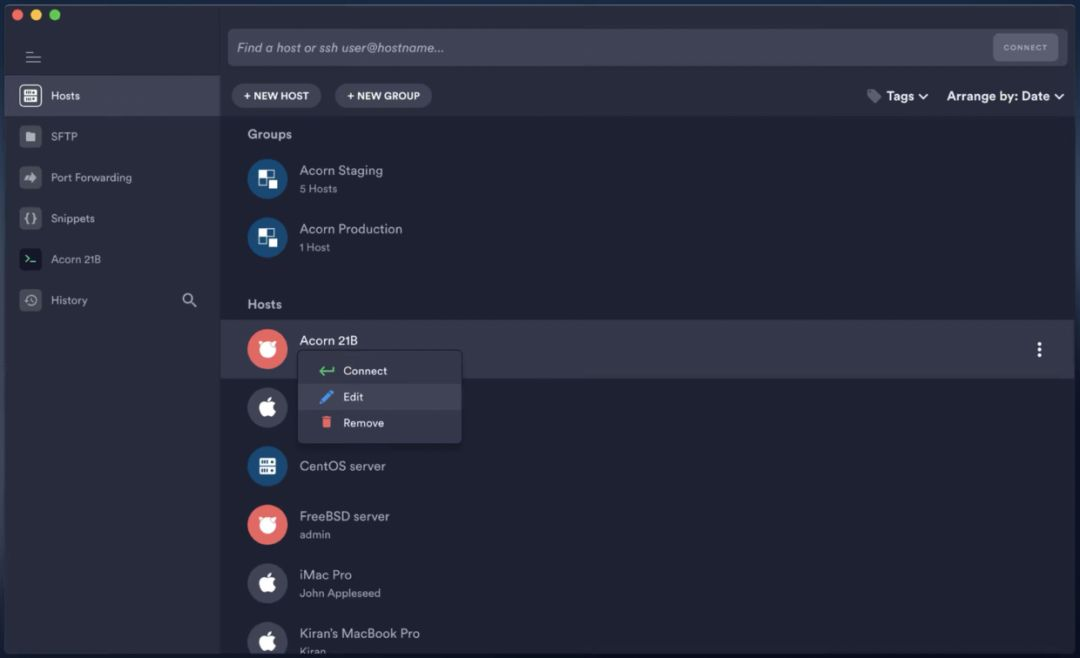 Find a host or ssh user@hostname...
CONNECT
Hosts
SFTP
Port Forwarding
Snippets
Acorn 21B
History
+ NEW HOST
+ NEW GROUP
Tags
Arrange by: Date
Groups
Acorn Staging
5 Hosts
Acorn Production
1 Host
Hosts
Acorn 21B
Connect
Edit
Remove
CentOS server
FreeBSD server
admin
iMac Pro
John Appleseed
Kiran's MacBook Pro
Kiran